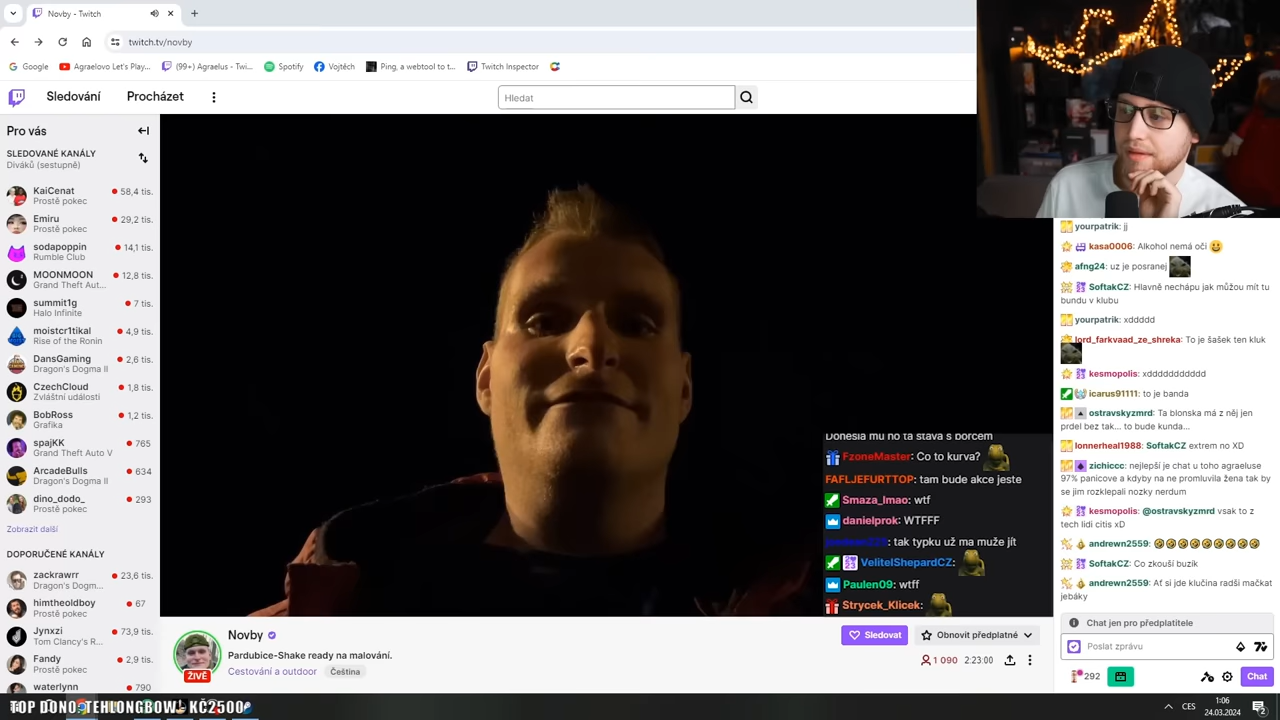 Novby - Twitch
twitch.tv/novby
Google
Agraelovo Let's Play...
(99+) Agraelus - Twi...
Spotify
Vojtěch
Ping, a webtool to t...
Twitch Inspector
Sledování
Procházet
Hledat
Pro vás
SLEDOVANÉ KANÁLY
Diváků (sestupně)
KaiCenat 58,4 tis.
Prostě pokec
Emiru 29,2 tis.
Prostě pokec
sodapoppin 14,1 tis.
Rumble Club
MOONMOON 12,8 tis.
Grand Theft Aut...
summit1g 7 tis.
Halo Infinite
moistcr1tikal 4,9 tis.
Rise of the Ronin
DansGaming 2,6 tis.
Dragon's Dogma II
CzechCloud 1,8 tis.
Zvláštní události
BobRoss 1,2 tis.
Grafika
spajKK 765
Grand Theft Auto V
ArcadeBulls 634
Dragon's Dogma II
dino_dodo_ 293
Prostě pokec
Zobrazit další
DOPORUČENÉ KANÁLY
zackrawrr 23,6 tis.
Dragon's Dogm...
himtheoldboy 67
Prostě pokec
Jynxzi 73,9 tis.
Tom Clancy's R...
Fandy 2,9 tis.
Prostě pokec
waterlynn 790
Donesla mu ho ta stava s borcem
FzoneMaster: Co to kurva?
FAFLJEFURTTOP: tam bude akce jeste
Smaza_lmao: wtf
danielprok: WTFFF
tak typku už ma muže jít
VelitelShepardCZ:
Paulen09: wtff
Strycek_Klicek:
Novby
Pardubice-Shake ready na malování.
Cestování a outdoor
Čeština
ŽIVĚ
Sledovat
Obnovit předplatné
1 090
2:23:00
yourpatrik: jj
kasa0006: Alkohol nemá oči
afng24: uz je posranej
SoftakCZ: Hlavně nechápu jak můžou mít tu
bundu v klubu
yourpatrik: xddddd
lord_farkvaad_ze_shreka: To je šašek ten kluk
kesmopolis: xddddddddddd
icarus91111: to je banda
ostravskyzmrd: Ta blonska má z něj jen
prdel bez tak... to bude kunda...
lonnerheal1988: SoftakCZ extrem no XD
zichiccc: nejlepší je chat u toho agraeluse
97% panicove a kdyby na ne promluvila žena tak by
se jim rozklepali nozky nerdum
kesmopolis: @ostravskyzmrd vsak to z
tech lidi citis xD
andrewn2559:
SoftakCZ: Co zkouší buzík
andrewn2559: Ať si jde klučina radši mačkat
jebáky
Chat jen pro předplatitele
Poslat zprávu
292
Chat
TOP DONO: TEHLONGBOW1 KČ2500
CES
1:06
24.03.2024
2